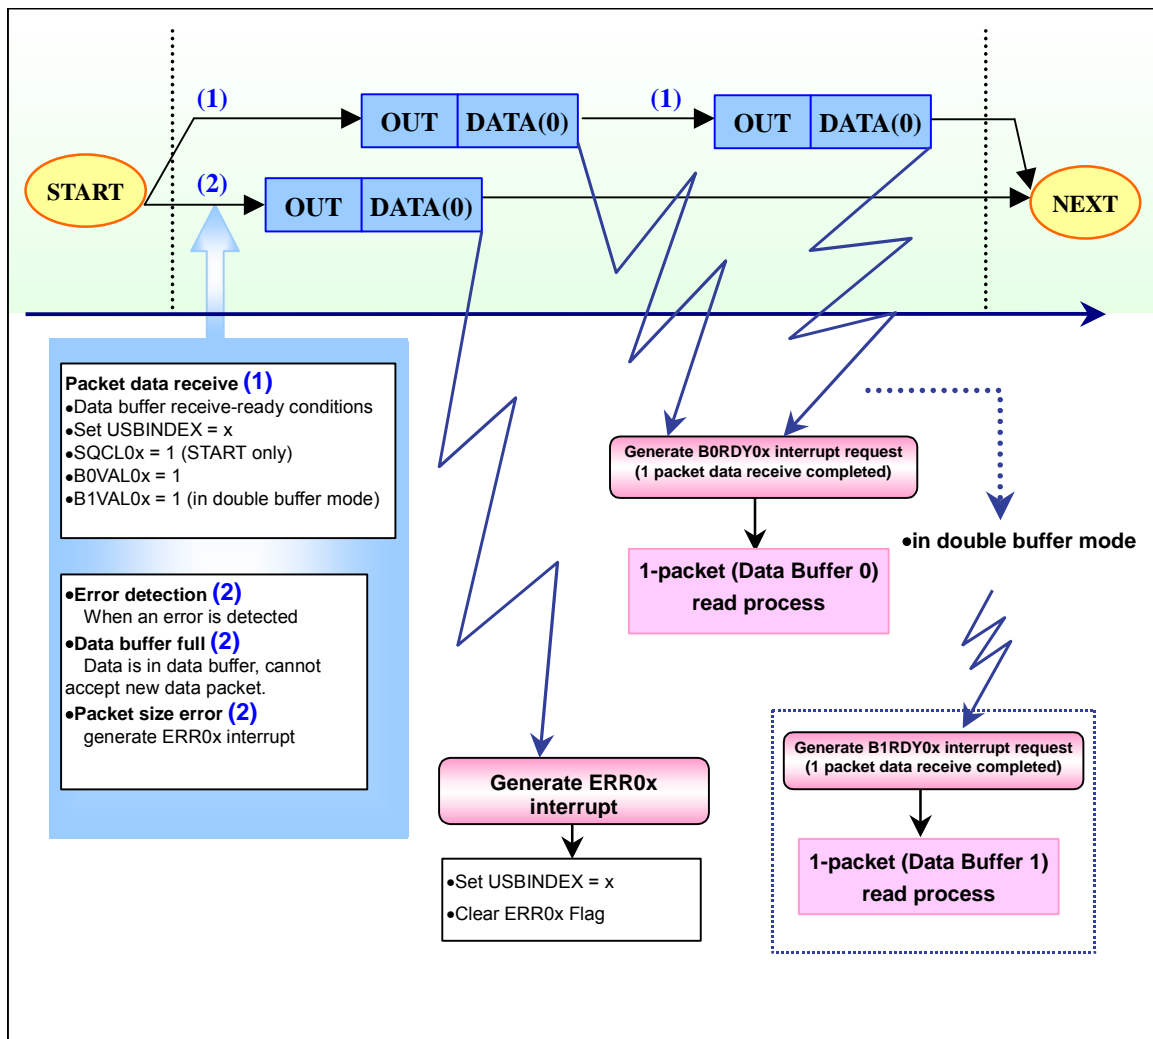 (1)
(1)
OUT
DATA(0)
OUT
DATA(0)
START
(2)
OUT
DATA(0)
NEXT
Packet data receive (1)
•Data buffer receive-ready conditions
•Set USBINDEX = x
•SQCL0x = 1 (START only)
•B0VAL0x = 1
•B1VAL0x = 1 (in double buffer mode)
•Error detection (2)
When an error is detected
•Data buffer full (2)
Data is in data buffer, cannot
accept new data packet.
•Packet size error (2)
generate ERR0x interrupt
Generate B0RDY0x interrupt request
(1 packet data receive completed)
1-packet (Data Buffer 0)
read process
•in double buffer mode
Generate B1RDY0x interrupt request
(1 packet data receive completed)
1-packet (Data Buffer 1)
read process
Generate ERR0x
interrupt
•Set USBINDEX = x
•Clear ERR0x Flag